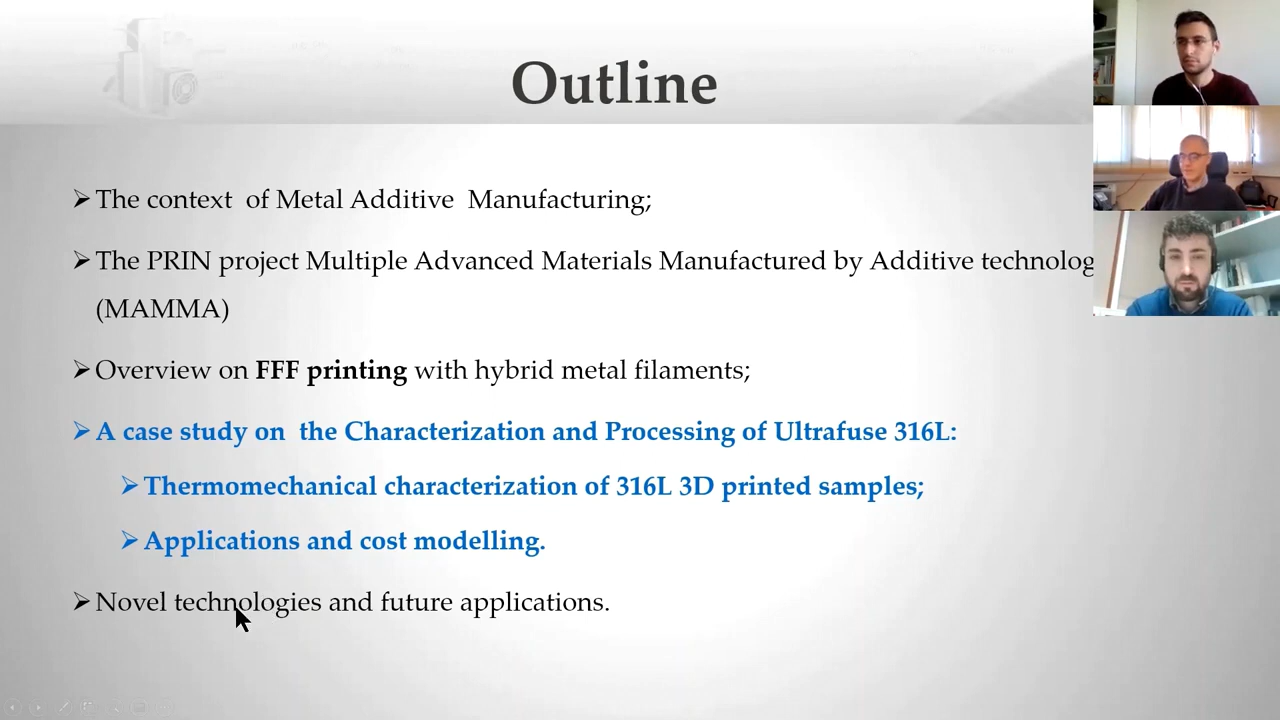 Outline
➢ The context of Metal Additive Manufacturing;
➢ The PRIN project Multiple Advanced Materials Manufactured by Additive technolog
(MAMMA)
➢ Overview on FFF printing with hybrid metal filaments;
➢ A case study on the Characterization and Processing of Ultrafuse 316L:
➢ Thermomechanical characterization of 316L 3D printed samples;
➢ Applications and cost modelling.
➢ Novel technologies and future applications.